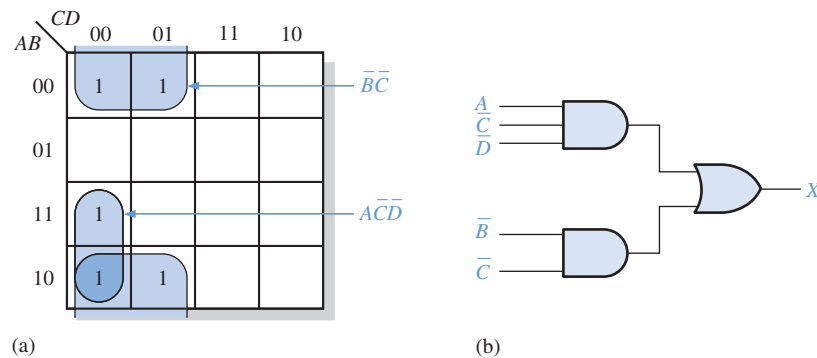 CD
AB
00 01 11 10
00 1 1 B̅C̅
01
11 1 AC̅D̅
10 1 1
A
C̅
D̅
X
B̅
C̅
(a)
(b)